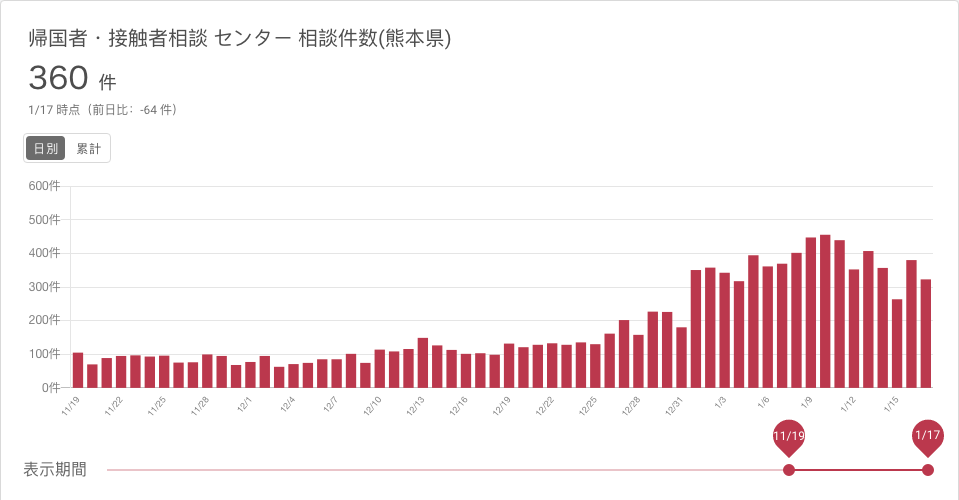 帰国者・接触者相談 センター 相談件数(熊本県)
360 件
1/17 時点（前日比：-64 件）
日別 累計
600件
500件
400件
300件
200件
100件
0件
11/19 11/22 11/25 11/28 12/1 12/4 12/7 12/10 12/13 12/16 12/19 12/22 12/25 12/28 12/31 1/3 1/6 1/9 1/12 1/15
11/19 1/17
表示期間